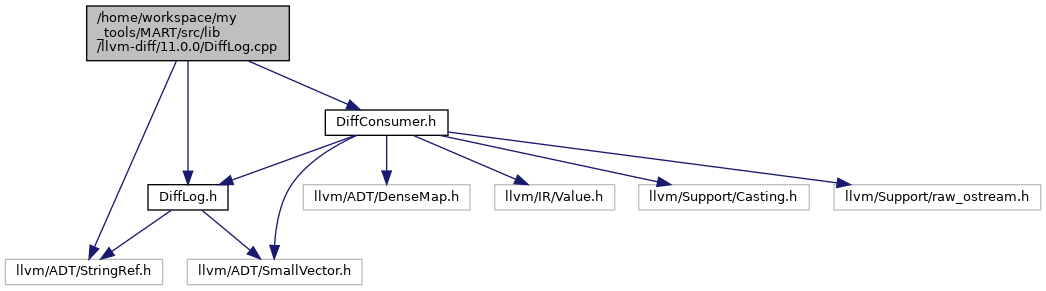 /home/workspace/my
_tools/MART/src/lib
/llvm-diff/11.0.0/DiffLog.cpp
DiffConsumer.h
DiffLog.h
llvm/ADT/DenseMap.h
llvm/IR/Value.h
llvm/Support/Casting.h
llvm/Support/raw_ostream.h
llvm/ADT/StringRef.h
llvm/ADT/SmallVector.h